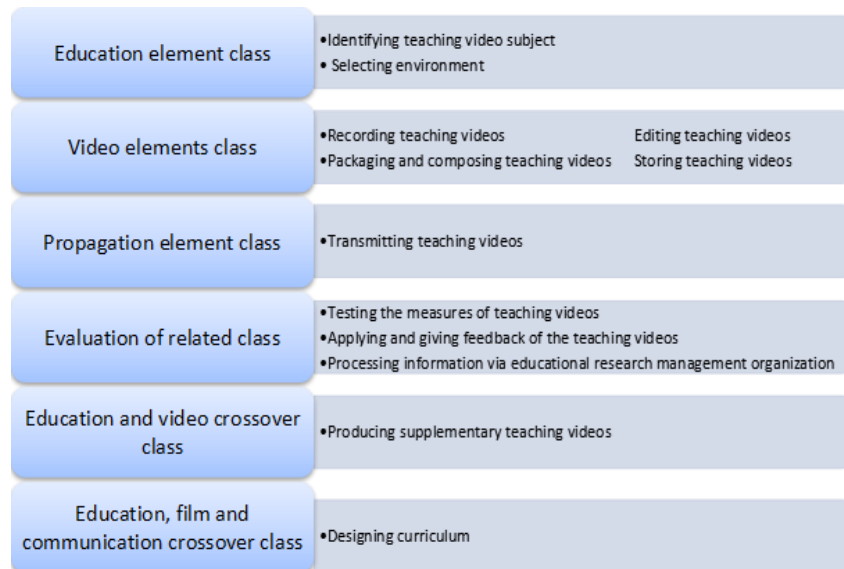 Education element class
•Identifying teaching video subject
• Selecting environment
Video elements class
•Recording teaching videos Editing teaching videos
•Packaging and composing teaching videos Storing teaching videos
Propagation element class
•Transmitting teaching videos
Evaluation of related class
•Testing the measures of teaching videos
•Applying and giving feedback of the teaching videos
•Processing information via educational research management organization
Education and video crossover
class
•Producing supplementary teaching videos
Education, film and
communication crossover class
•Designing curriculum